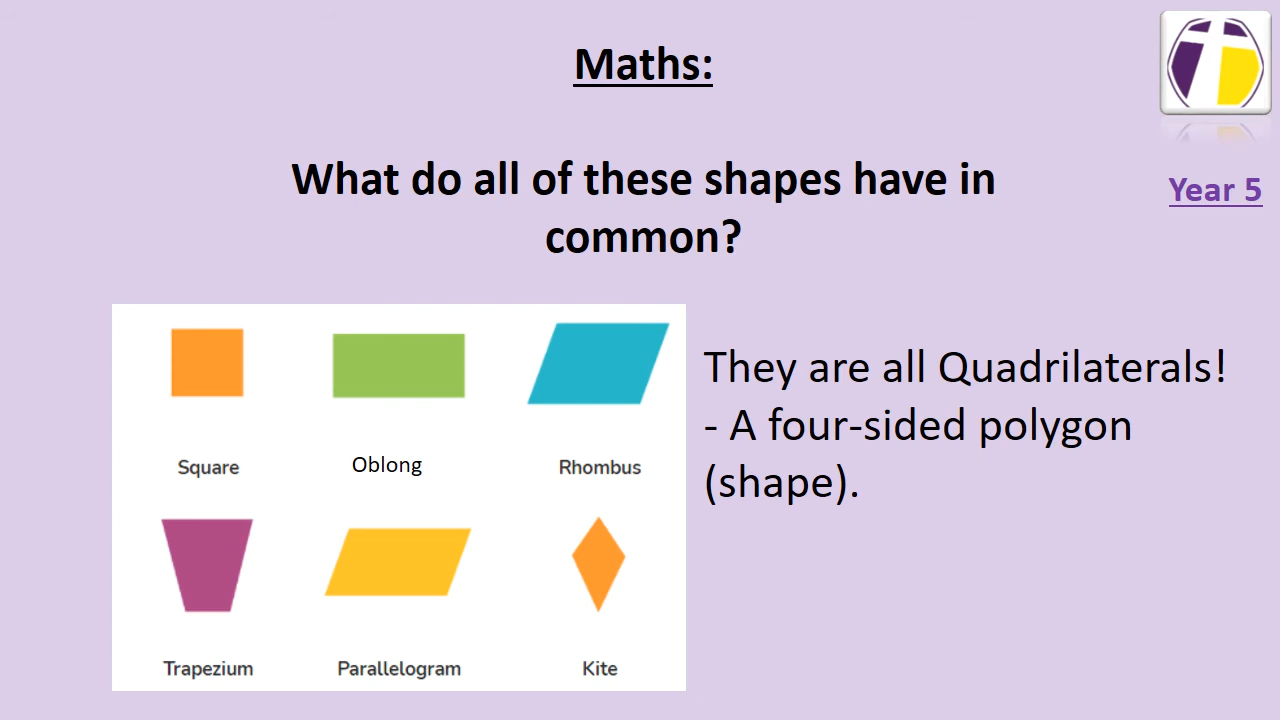 Maths:
What do all of these shapes have in
common?
Year 5
Square
Oblong
Rhombus
Trapezium
Parallelogram
Kite
They are all Quadrilaterals!
- A four-sided polygon
(shape).